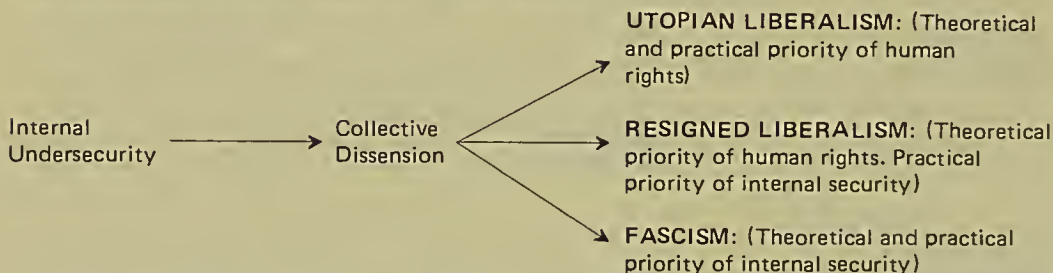 UTOPIAN LIBERALISM: (Theoretical
and practical priority of human
rights)
Internal
Undersecurity
Collective
Dissension
RESIGNED LIBERALISM: (Theoretical
priority of human rights. Practical
priority of internal security)
FASCISM: (Theoretical and practical
priority of internal security)